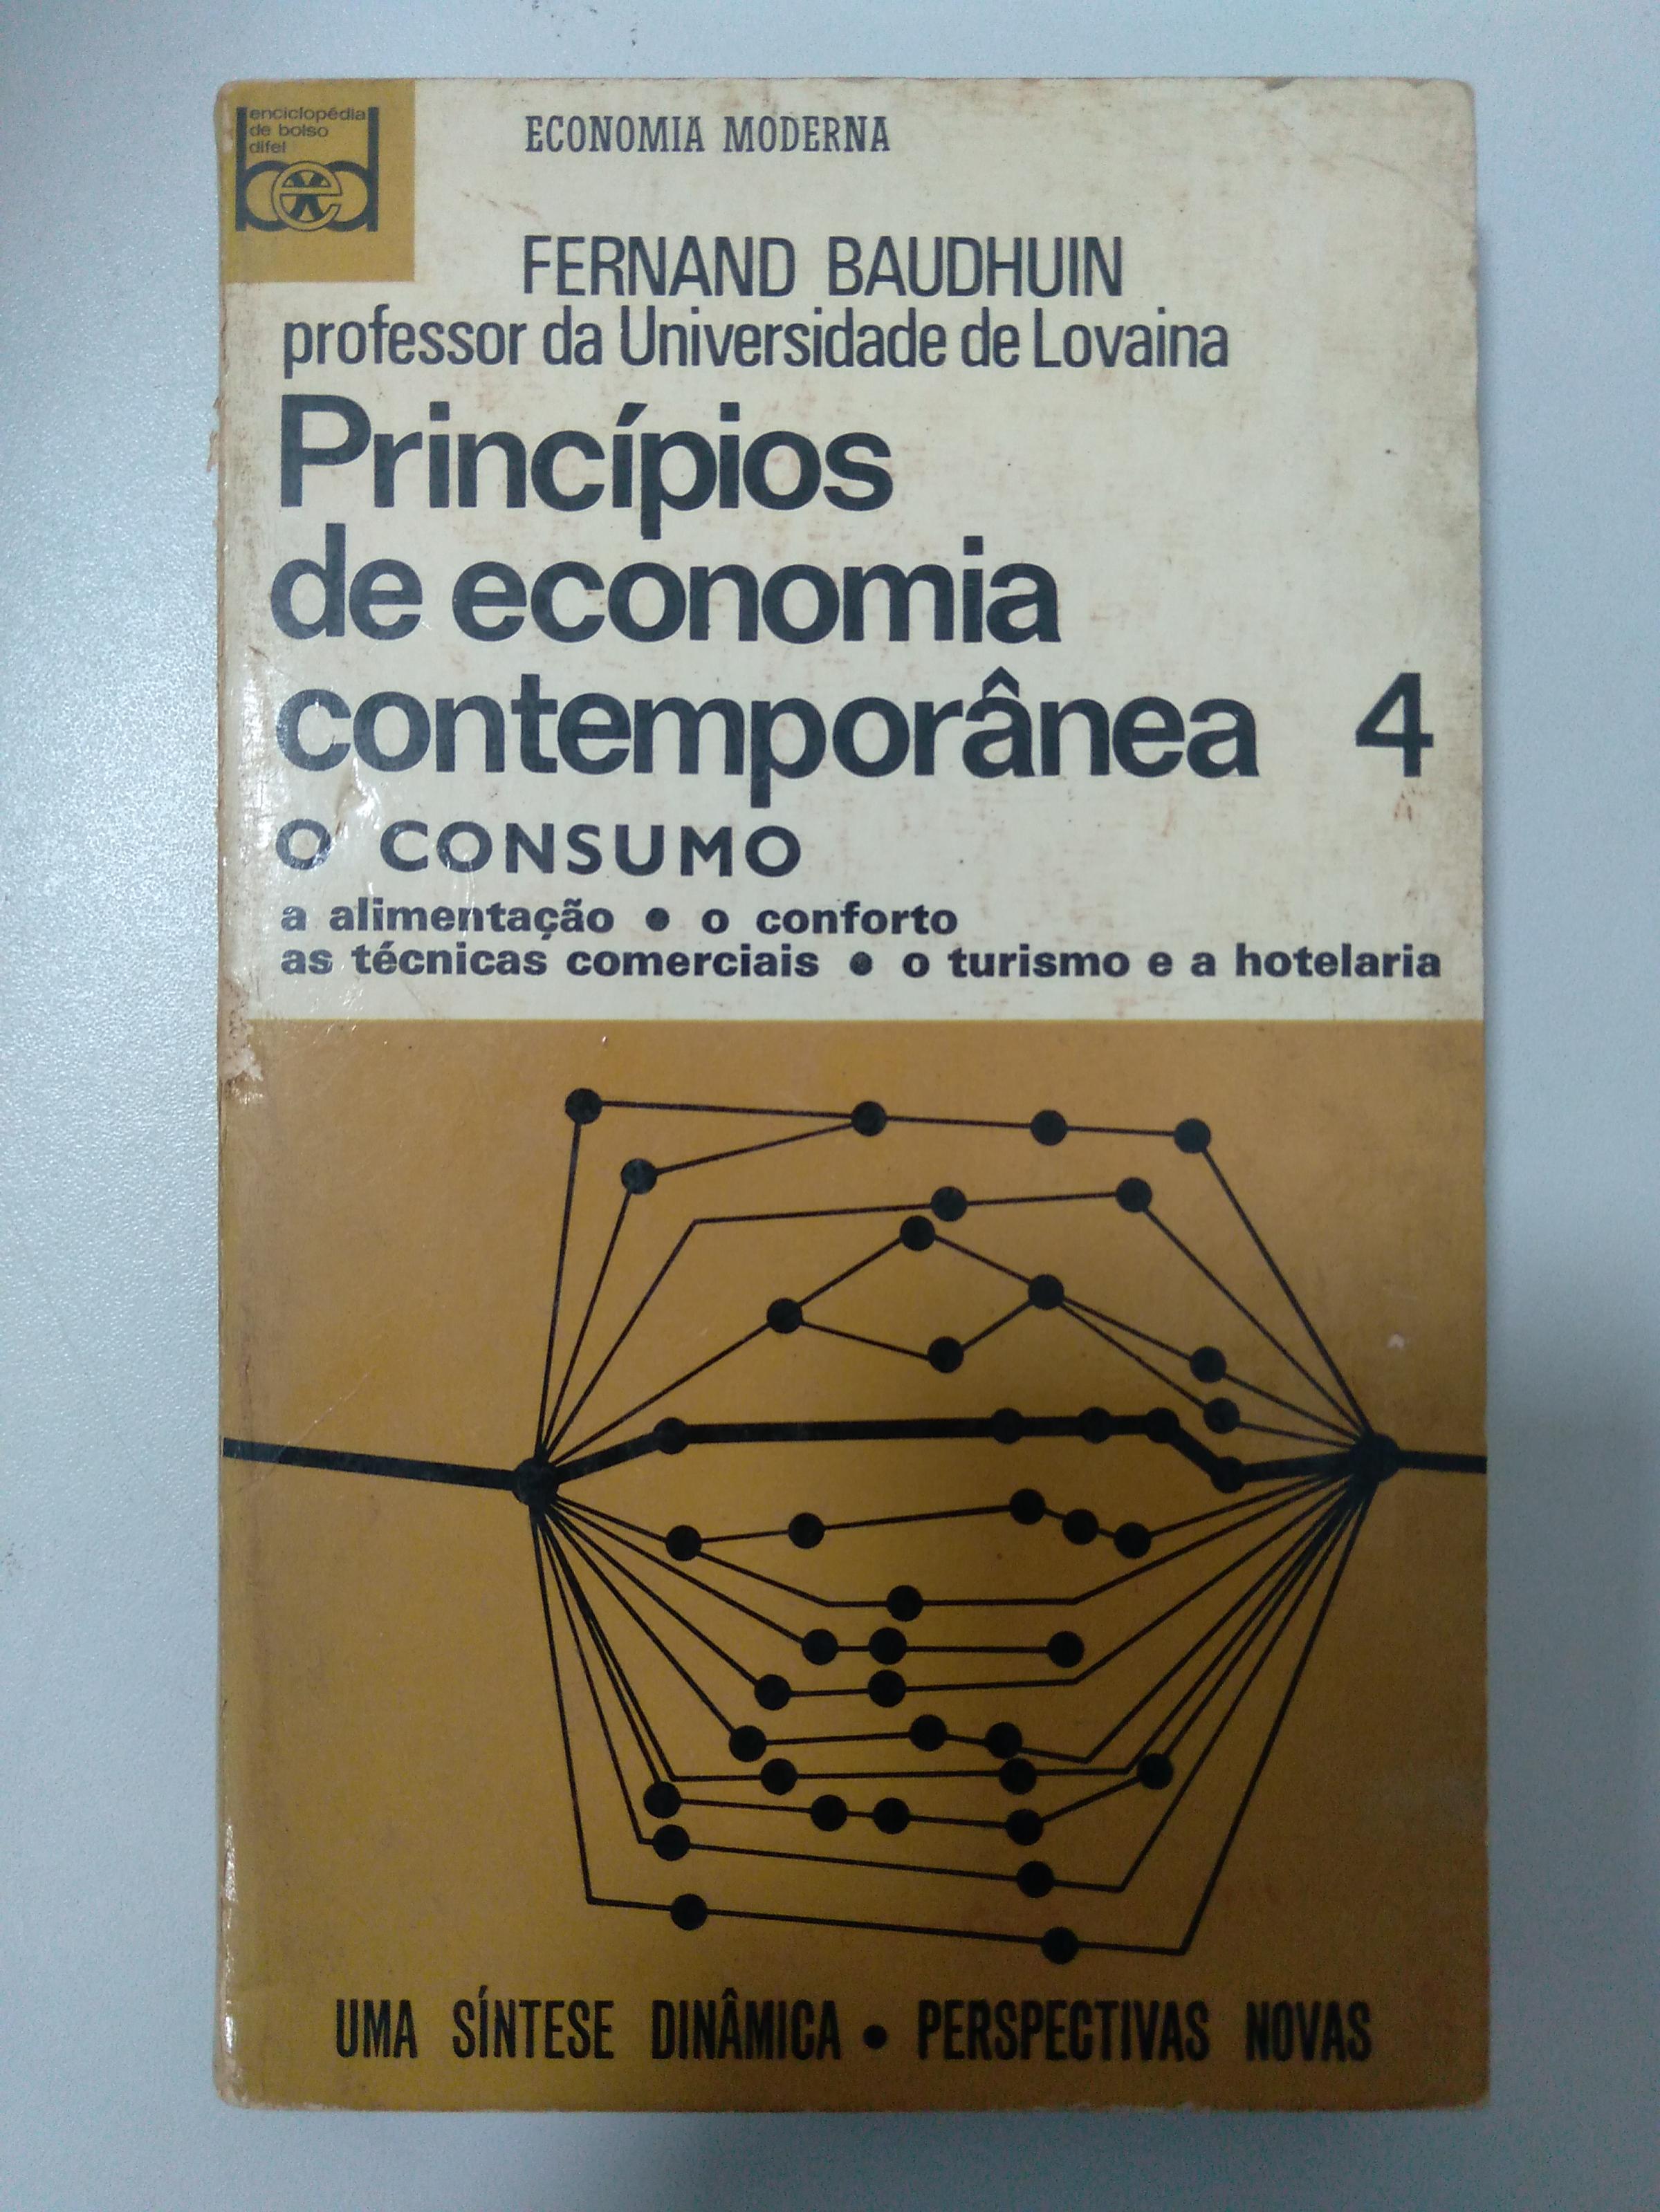 enciclopédia
de bolso
difel
bed
ECONOMIA MODERNA
FERNAND BAUDHUIN
professor da Universidade de Lovaina
Princípios
de economia
contemporânea 4
O CONSUMO
a alimentação • o conforto
as técnicas comerciais • o turismo e a hotelaria
UMA SÍNTESE DINÂMICA • PERSPECTIVAS NOVAS